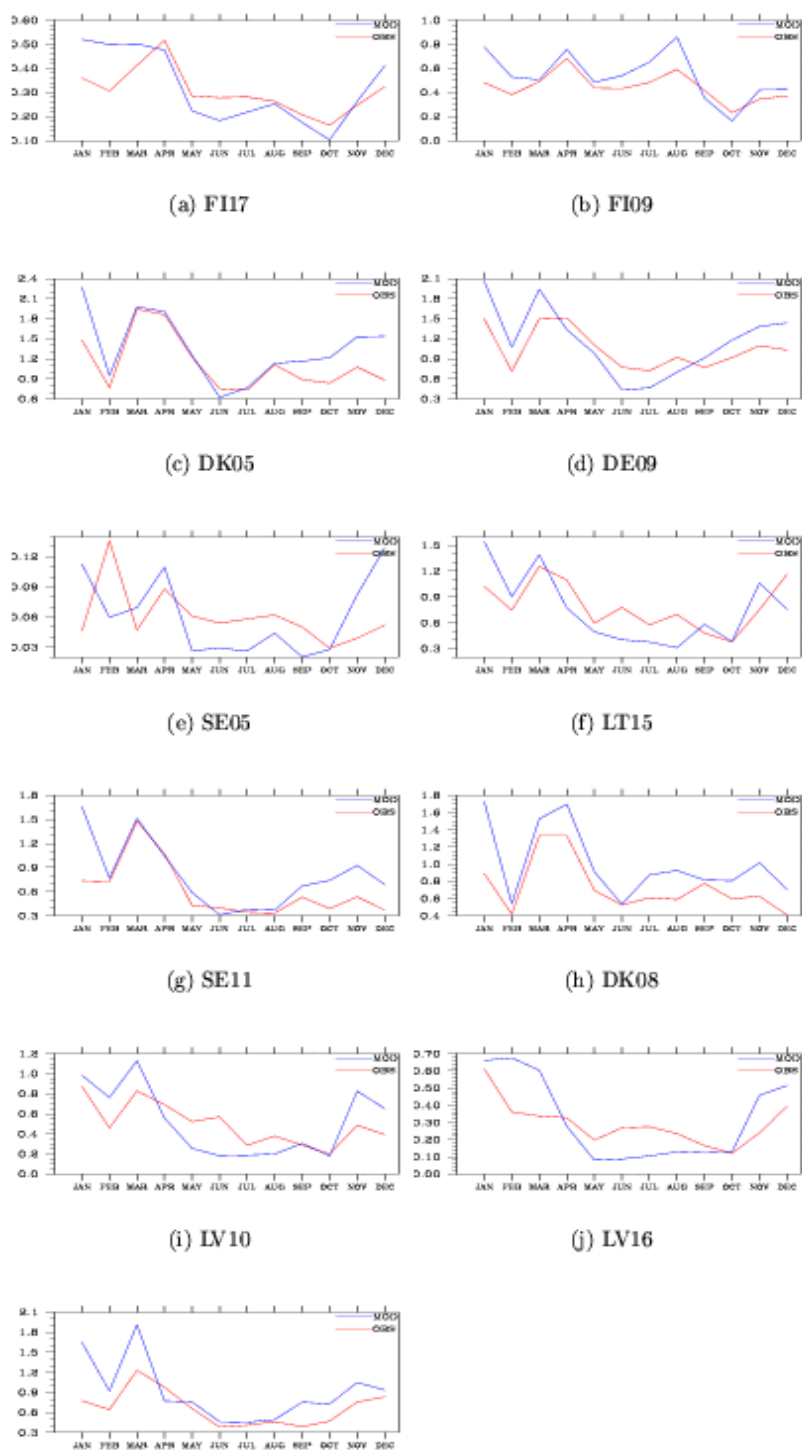 0.60
0.50
0.30
0.20
0.10
MOD
OBS
JAN FEB MAR APR MAY JUN JUL AUG SEP OCT NOV DEC
(a) FI17
1.0
0.8
0.6
0.4
0.2
0.0
MOD
OBS
JAN FEB MAR APR MAY JUN JUL AUG SEP OCT NOV DEC
(b) FI09
2.4
2.1
1.8
1.5
1.2
0.9
0.6
MOD
OBS
JAN FEB MAR APR MAY JUN JUL AUG SEP OCT NOV DEC
(c) DK05
2.1
1.8
1.5
1.2
0.9
0.6
0.3
MOD
OBS
JAN FEB MAR APR MAY JUN JUL AUG SEP OCT NOV DEC
(d) DE09
0.12
0.09
0.06
0.03
MOD
OBS
JAN FEB MAR APR MAY JUN JUL AUG SEP OCT NOV DEC
(e) SE05
1.5
1.2
0.9
0.6
0.3
MOD
OBS
JAN FEB MAR APR MAY JUN JUL AUG SEP OCT NOV DEC
(f) LT15
1.8
1.5
1.2
0.9
0.6
0.3
MOD
OBS
JAN FEB MAR APR MAY JUN JUL AUG SEP OCT NOV DEC
(g) SE11
1.8
1.6
1.4
1.2
1.0
0.8
0.6
0.4
MOD
OBS
JAN FEB MAR APR MAY JUN JUL AUG SEP OCT NOV DEC
(h) DK08
1.2
1.0
0.8
0.6
0.4
0.2
0.0
MOD
OBS
JAN FEB MAR APR MAY JUN JUL AUG SEP OCT NOV DEC
(i) LV10
0.70
0.60
0.50
0.40
0.30
0.20
0.10
0.00
MOD
OBS
JAN FEB MAR APR MAY JUN JUL AUG SEP OCT NOV DEC
(j) LV16
2.1
1.8
1.5
1.2
0.9
0.6
0.3
MOD
OBS
JAN FEB MAR APR MAY JUN JUL AUG SEP OCT NOV DEC